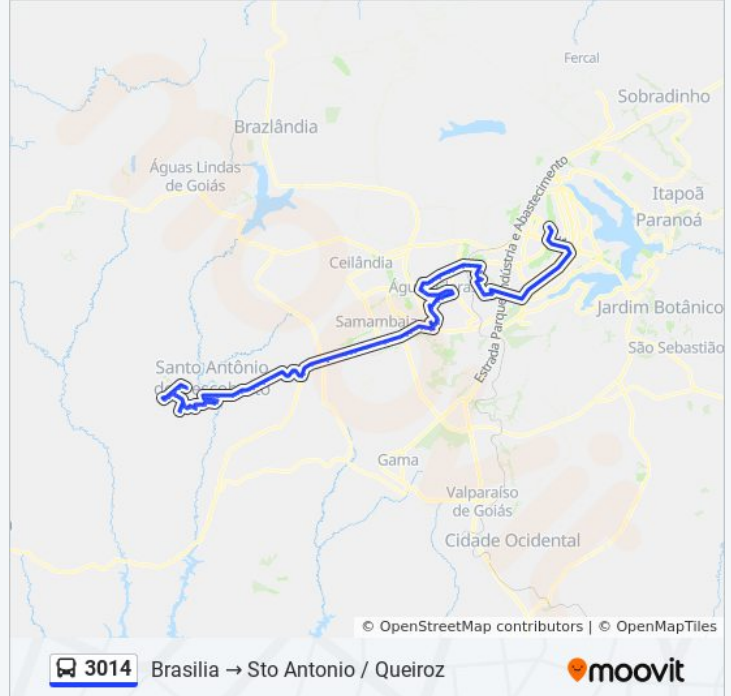 Fercal
Sobradinho
Brazlândia
Águas Lindas
de Goiás
Itapoã
Paranoá
Estrada Parque Indústria e Abastecimento
Ceilândia
Jardim Botânico
Samambaia
São Sebastião
Santo Antônio
Gama
Valparaíso
de Goiás
Cidade Ocidental
© OpenStreetMap contributors | © OpenMapTiles
3014 Brasilia → Sto Antonio / Queiroz
moovit